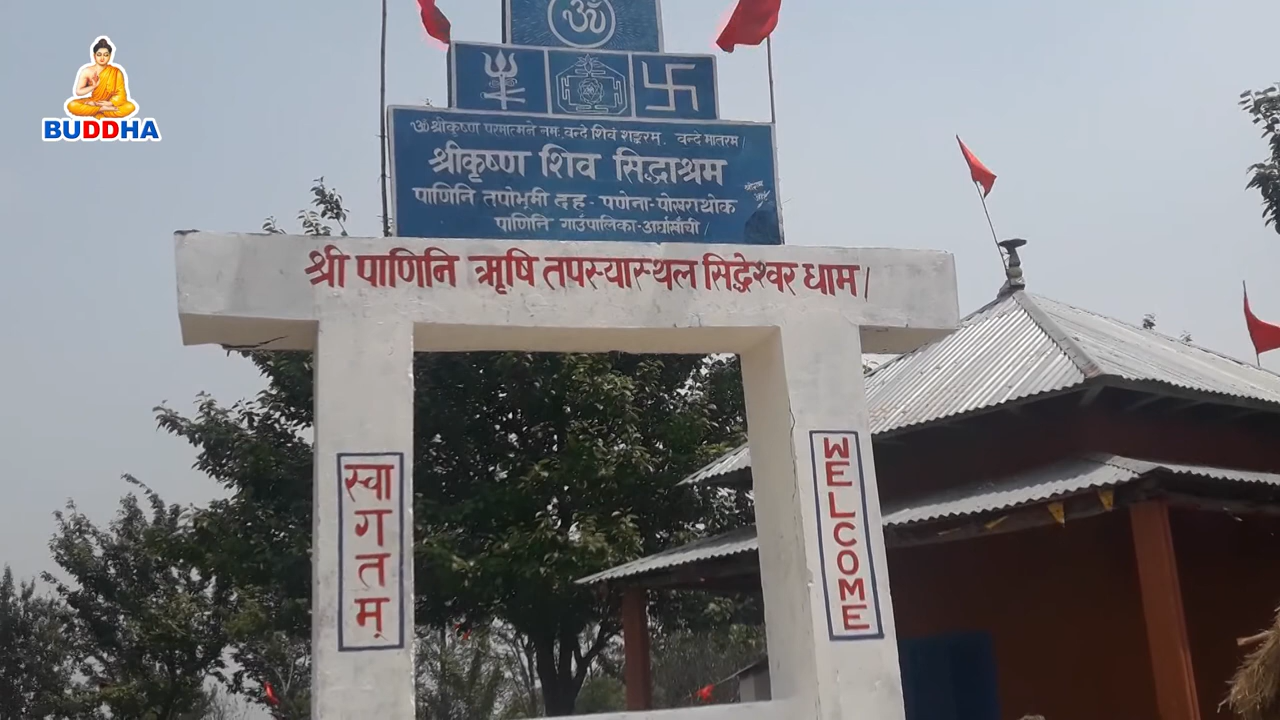 BUDDHA
ॐ
ॐ श्रीकृष्ण परमात्मने नमः वन्दे शिवं शङ्करम्. वन्दे मातरम।
श्रीकृष्ण शिव सिद्धाश्रम
पाणिनि तपोभूमी दह - पणेना - पोखराथोक
पाणिनि गाउँपालिका - अर्घाखाँची।
श्री पाणिनि ऋषि तपस्यास्थल सिद्धेश्वर धाम।
स्वागतम्
WELCOME